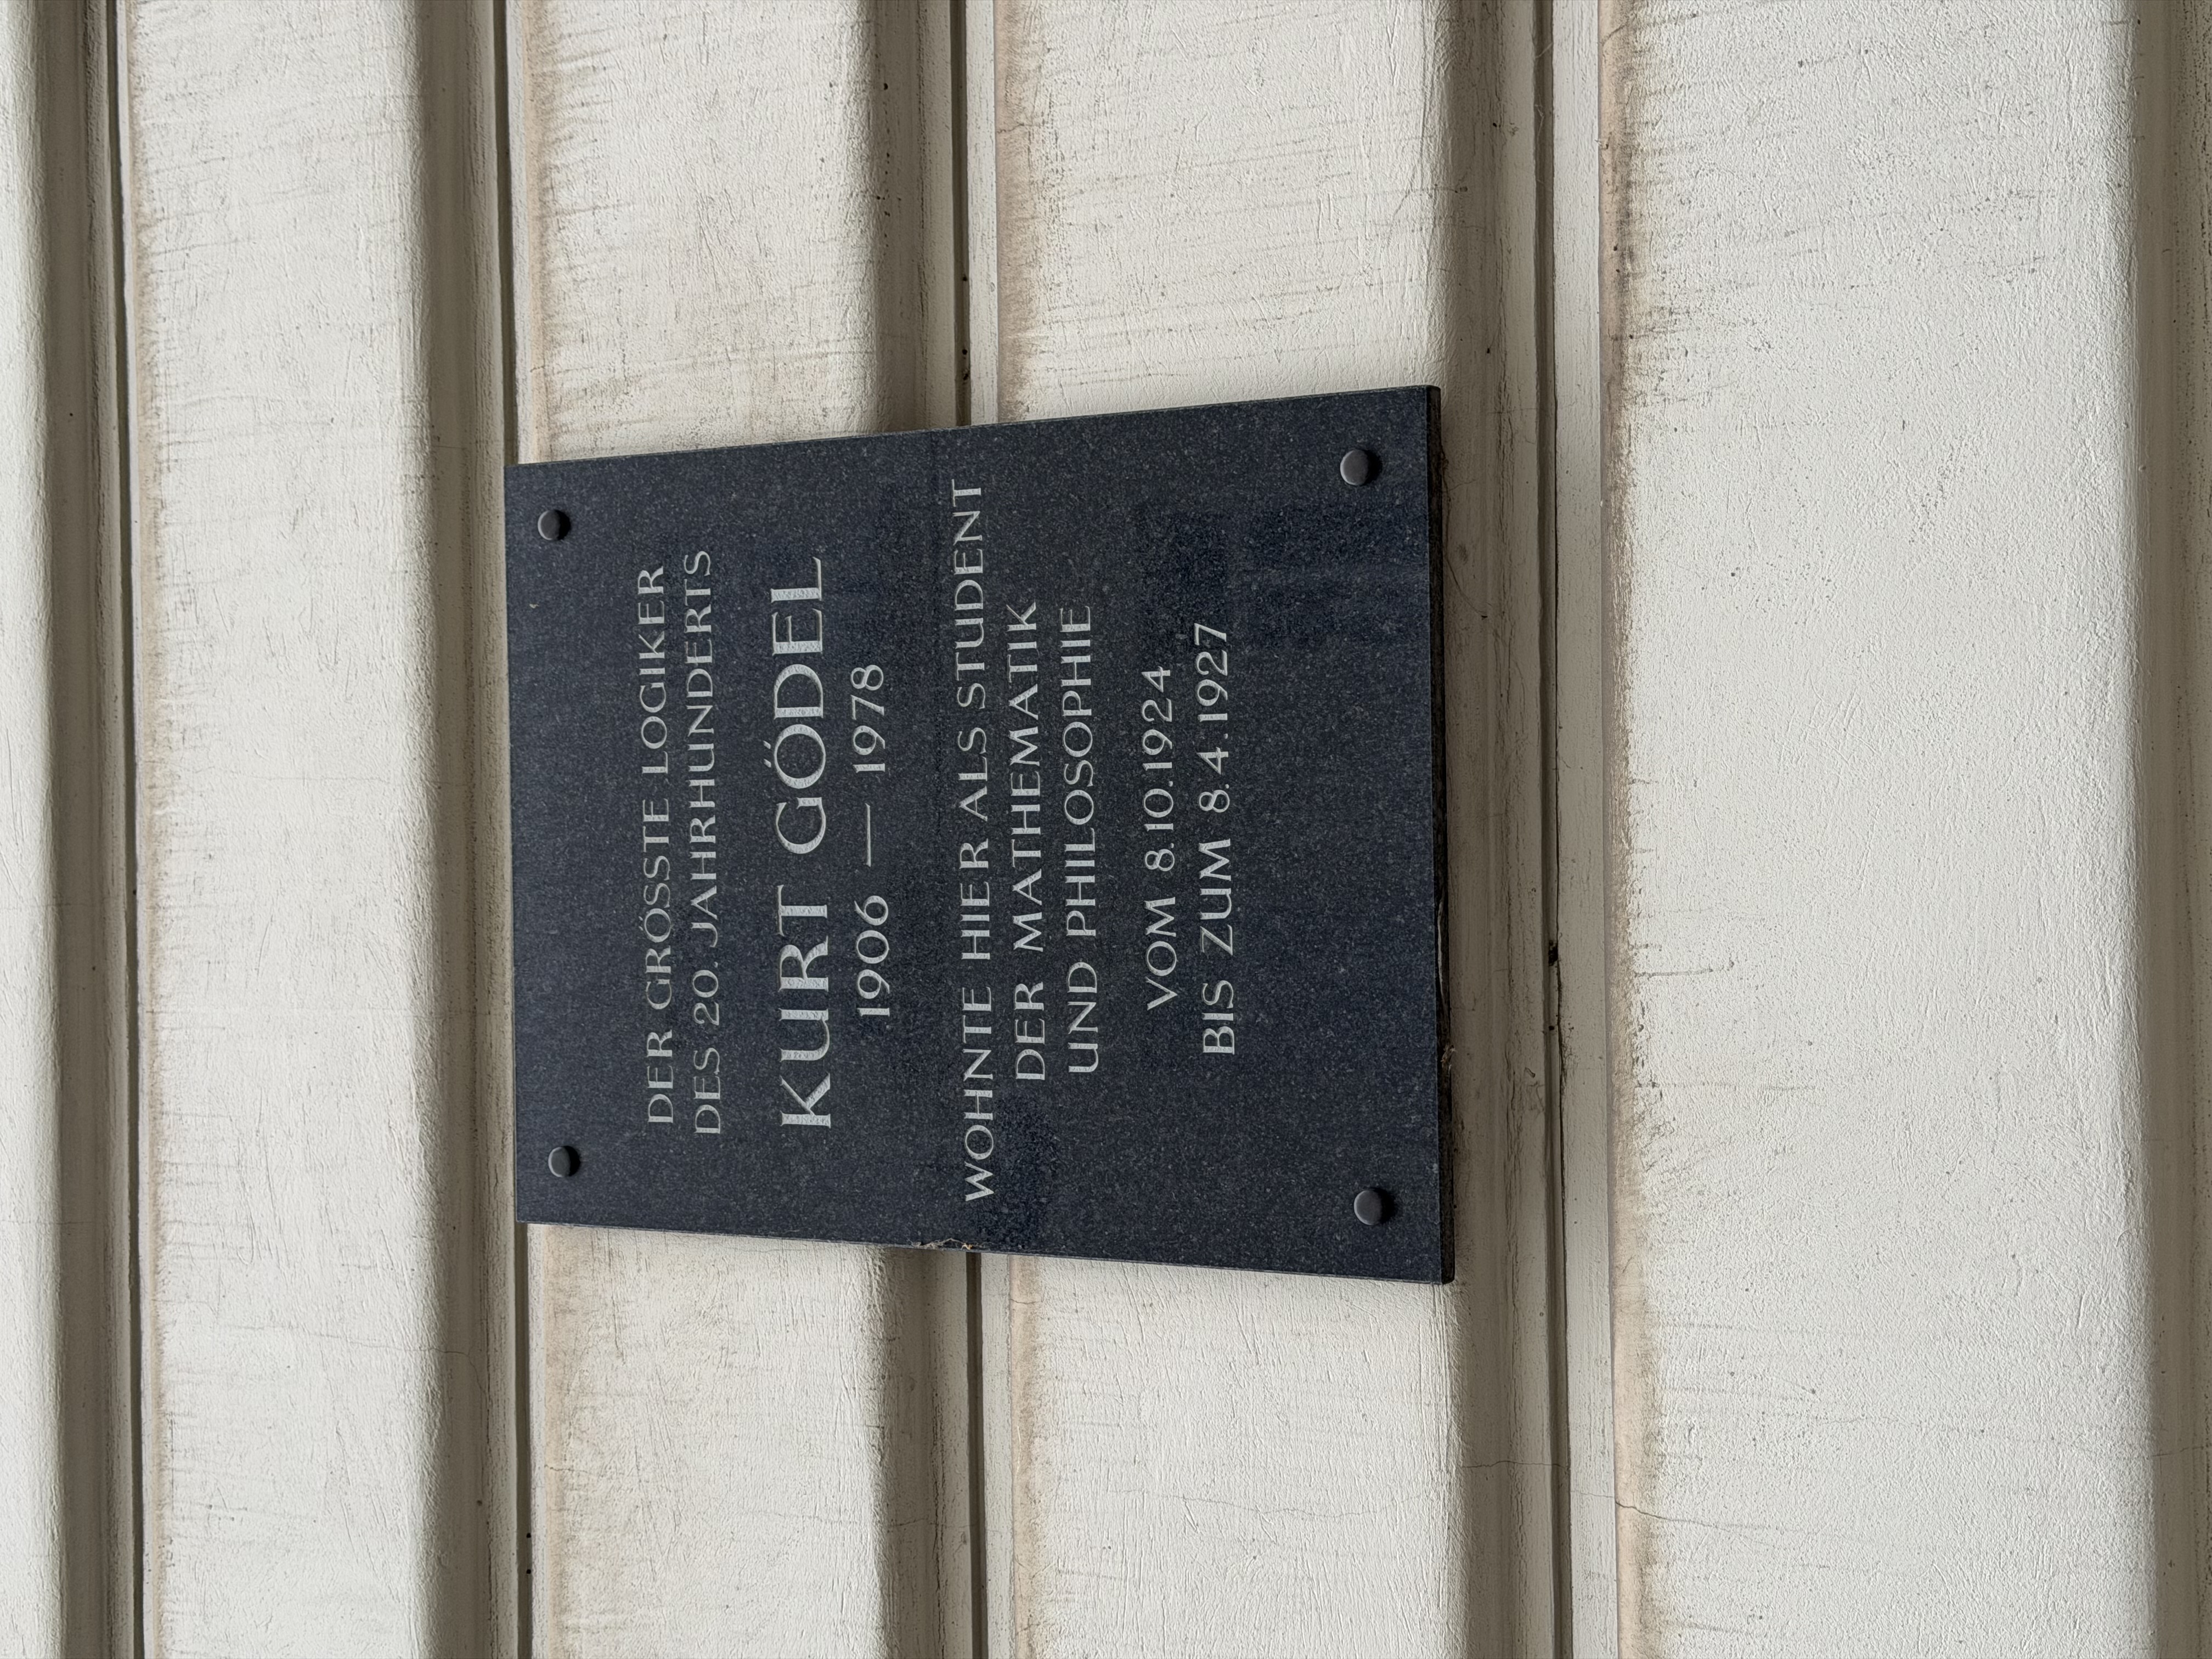 DER GRÖSSTE LOGIKER
DES 20. JAHRHUNDERTS
KURT GÖDEL
1906 — 1978
WOHNTE HIER ALS STUDENT
DER MATHEMATIK
UND PHILOSOPHIE
VOM 8.10.1924
BIS ZUM 8.4.1927